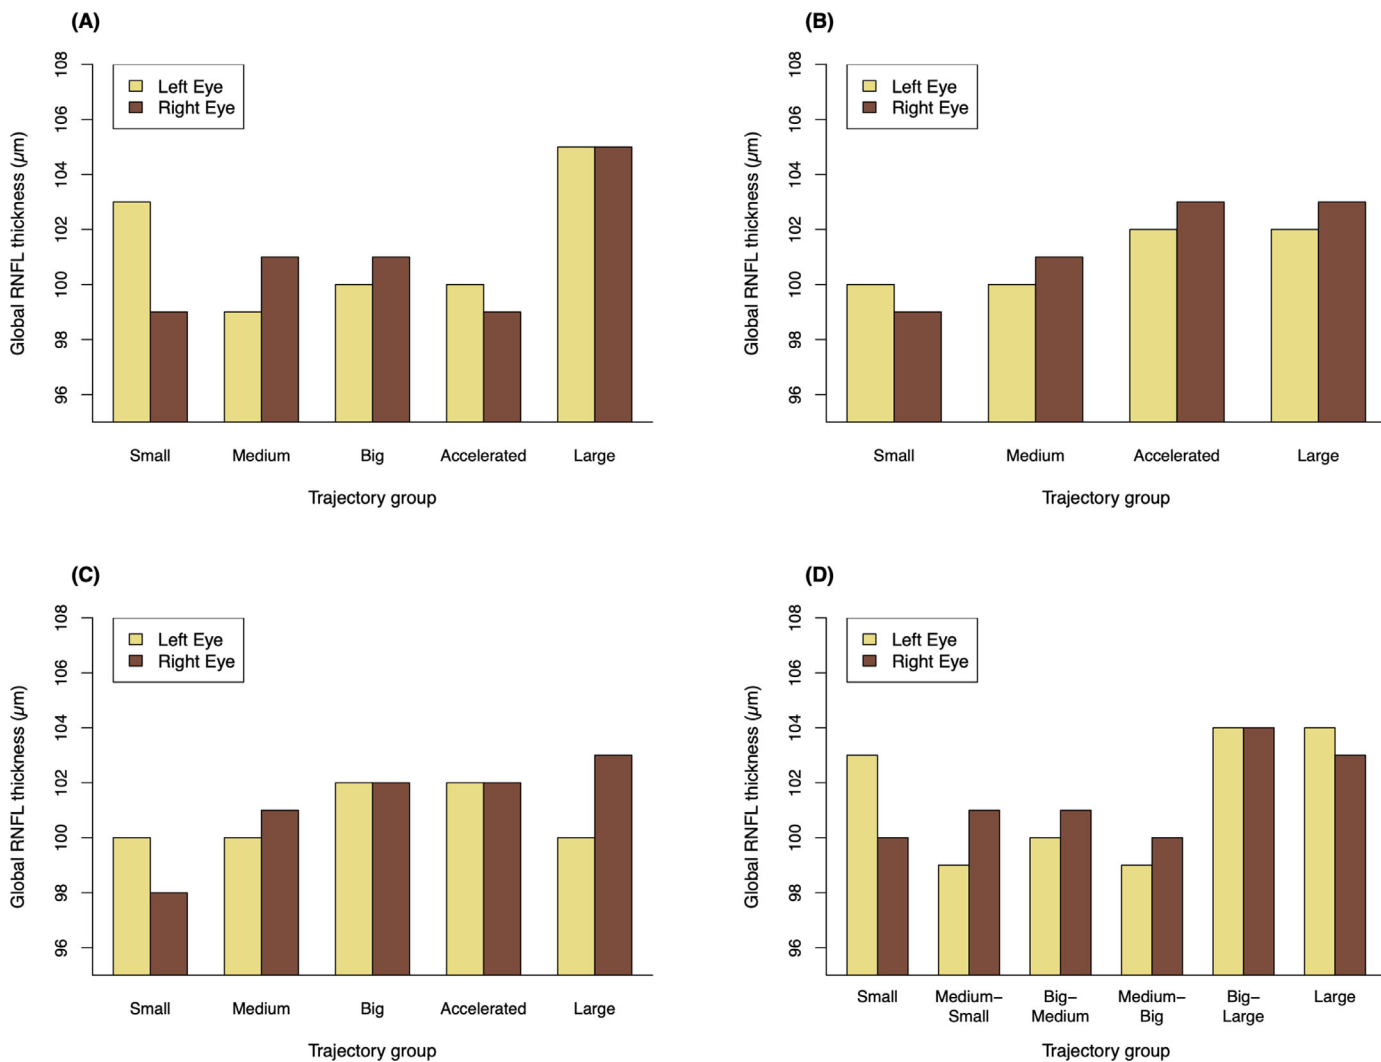 (A)
108
106
104
102
100
98
96
Global RNFL thickness (µm)
Left Eye
Right Eye
Small
Medium
Big
Accelerated
Large
Trajectory group
(B)
108
106
104
102
100
98
96
Global RNFL thickness (µm)
Left Eye
Right Eye
Small
Medium
Accelerated
Large
Trajectory group
(C)
108
106
104
102
100
98
96
Global RNFL thickness (µm)
Left Eye
Right Eye
Small
Medium
Big
Accelerated
Large
Trajectory group
(D)
108
106
104
102
100
98
96
Global RNFL thickness (µm)
Left Eye
Right Eye
Small
Medium–
Small
Big–
Medium
Medium–
Big
Big–
Large
Large
Trajectory group